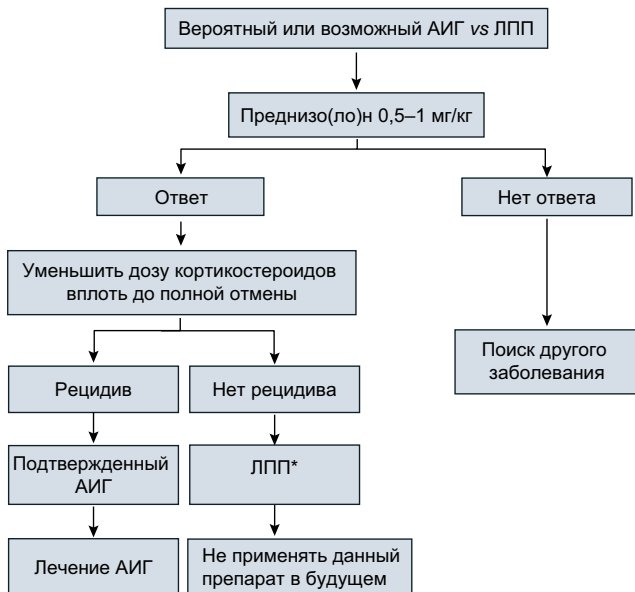 Вероятный или возможный АИГ vs ЛПП
Преднизо(ло)н 0,5–1 мг/кг
Ответ
Нет ответа
Уменьшить дозу кортикостероидов
вплоть до полной отмены
Поиск другого
заболевания
Рецидив
Нет рецидива
Подтвержденный
АИГ
ЛПП*
Лечение АИГ
Не применять данный
препарат в будущем